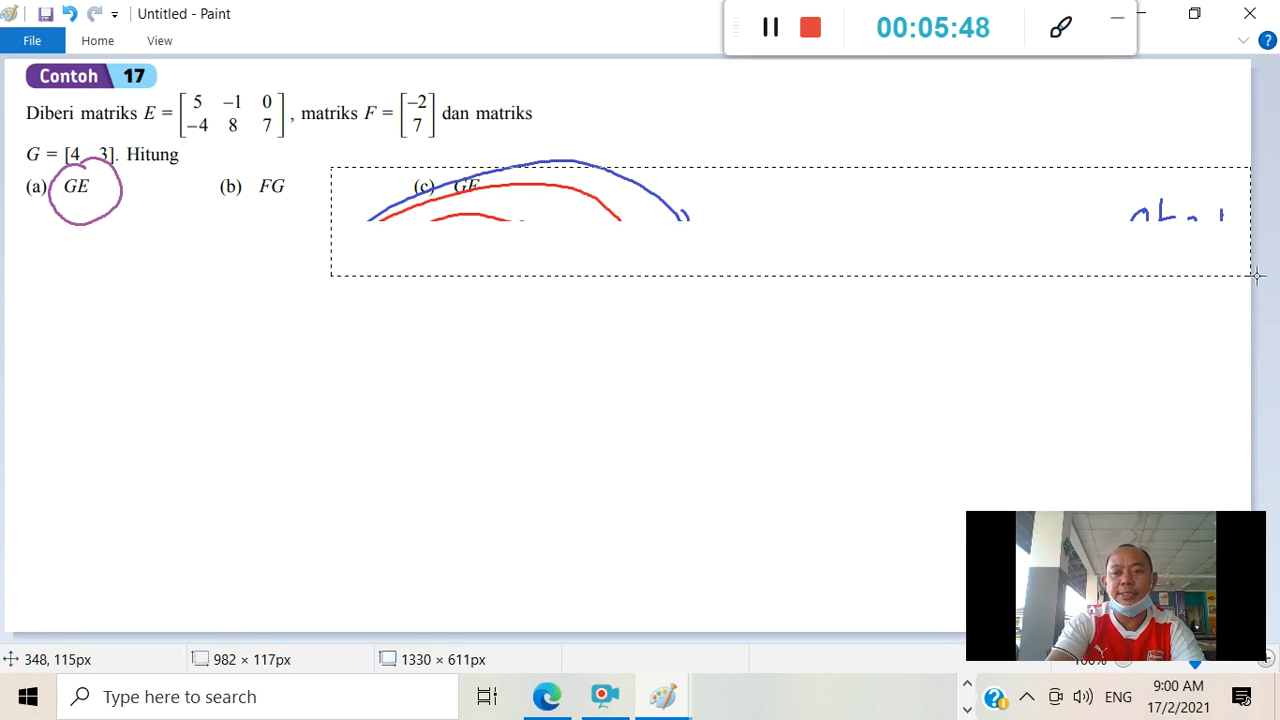 Untitled - Paint
00:05:48
File Home View
Contoh 17
Diberi matriks E = [5 −1 0
−4 8 7], matriks F = [−2
7] dan matriks
G = [4 3]. Hitung
(a) GE (b) FG (c) GF
348, 115px 982 × 117px 1330 × 611px 100%
Type here to search
ENG
9:00 AM
17/2/2021